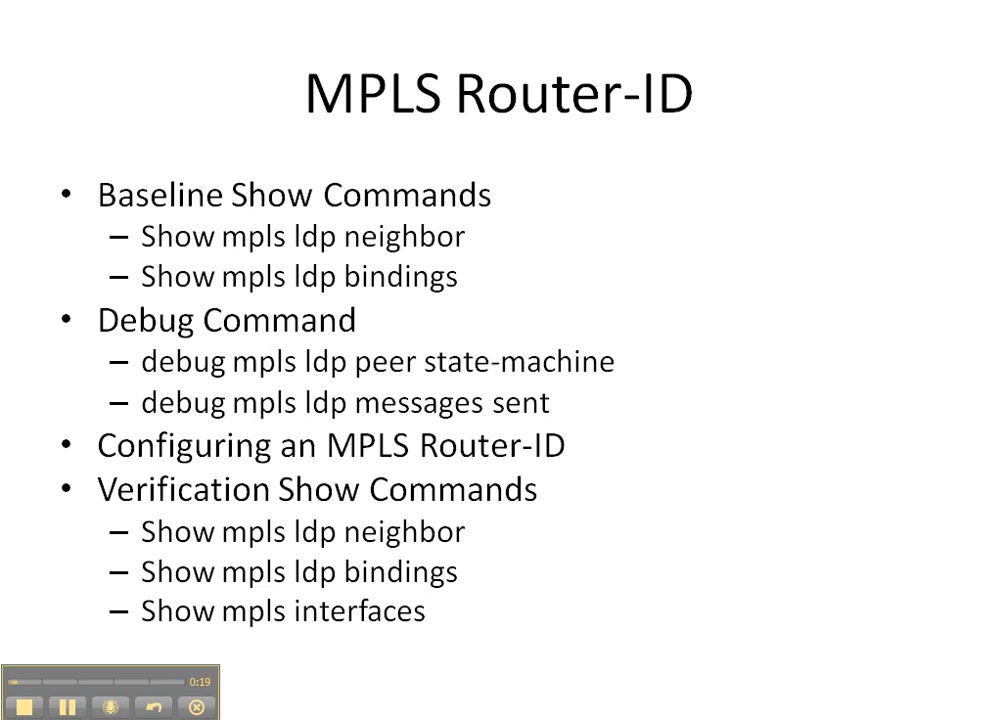 MPLS Router-ID
• Baseline Show Commands
– Show mpls ldp neighbor
– Show mpls ldp bindings
• Debug Command
– debug mpls ldp peer state-machine
– debug mpls ldp messages sent
• Configuring an MPLS Router-ID
• Verification Show Commands
– Show mpls ldp neighbor
– Show mpls ldp bindings
– Show mpls interfaces
0:19